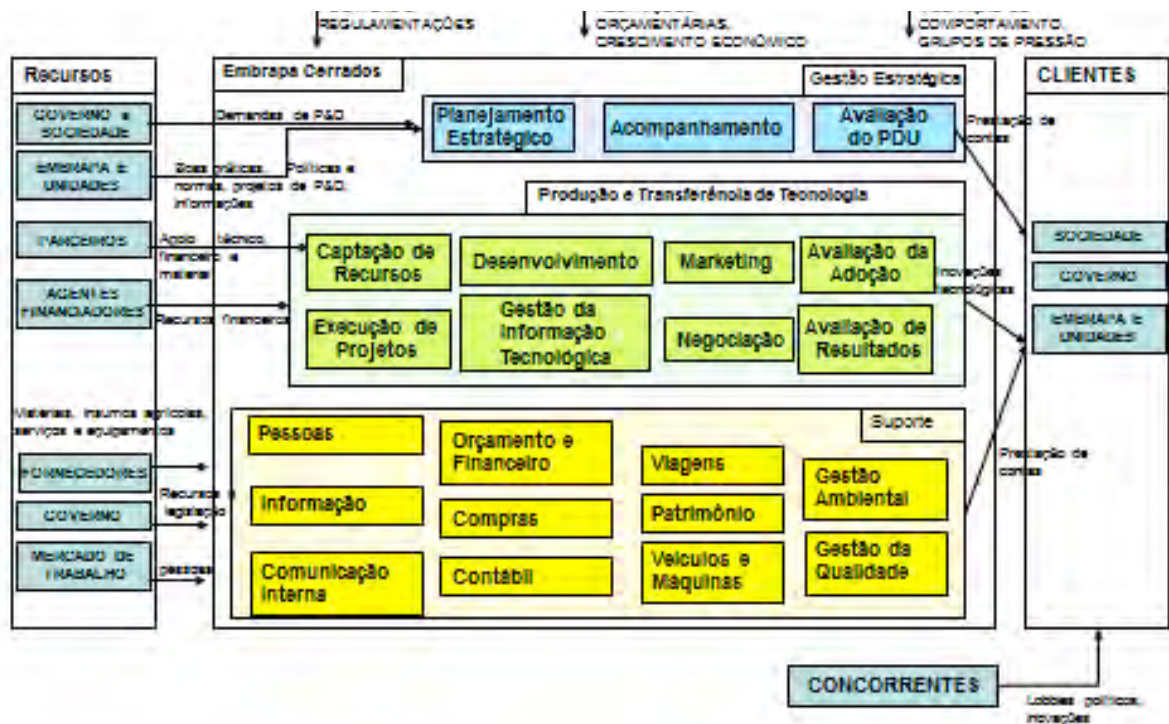 REGULAMENTAÇÕES
ORÇAMENTÁRIAS,
CRESCIMENTO ECONÔMICO
COMPORTAMENTO,
GRUPOS DE PRESSÃO
Recursos
GOVERNO e
SOCIEDADE
EMBRAPA E
UNIDADES
PARCEIROS
AGENTES
FINANCIADORES
Materiais, insumos agrícolas,
serviços e equipamentos
FORNECEDORES
GOVERNO
MERCADO DE
TRABALHO
Demandas de P&D
Boas práticas, Políticas e
normas, projetos de P&D,
informações
Apoio técnico,
financeiro e
material
Recursos financeiros
Recursos e
legislação
pessoas
Embrapa Cerrados
Gestão Estratégica
Planejamento
Estratégico
Acompanhamento
Avaliação
do PDU
Produção e Transferência de Tecnologia
Captação de
Recursos
Desenvolvimento
Marketing
Avaliação da
Adoção
Execução de
Projetos
Gestão da
Informação
Tecnológica
Negociação
Avaliação de
Resultados
Suporte
Pessoas
Orçamento e
Financeiro
Viagens
Gestão
Ambiental
Informação
Compras
Patrimônio
Comunicação
Interna
Contábil
Veículos e
Máquinas
Gestão da
Qualidade
Prestação de
contas
Inovações
tecnológicas
Prestação de
contas
CLIENTES
SOCIEDADE
GOVERNO
EMBRAPA E
UNIDADES
CONCORRENTES
Lobbies políticos,
inovações